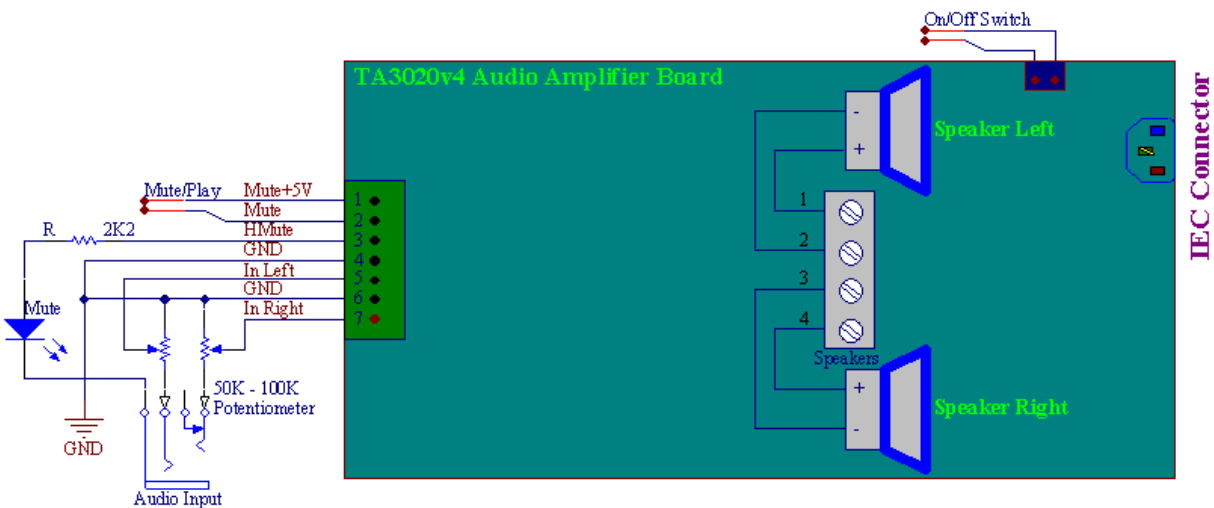 On/Off Switch
TA3020v4 Audio Amplifier Board
IEC Connector
-
Speaker Left
+
Mute/Play
Mute+5V
1
Mute
2
R
2K2
HMute
3
GND
4
In Left
5
GND
6
In Right
7
Mute
1
2
3
4
Speakers
50K - 100K
Potentiometer
+
Speaker Right
-
GND
Audio Input